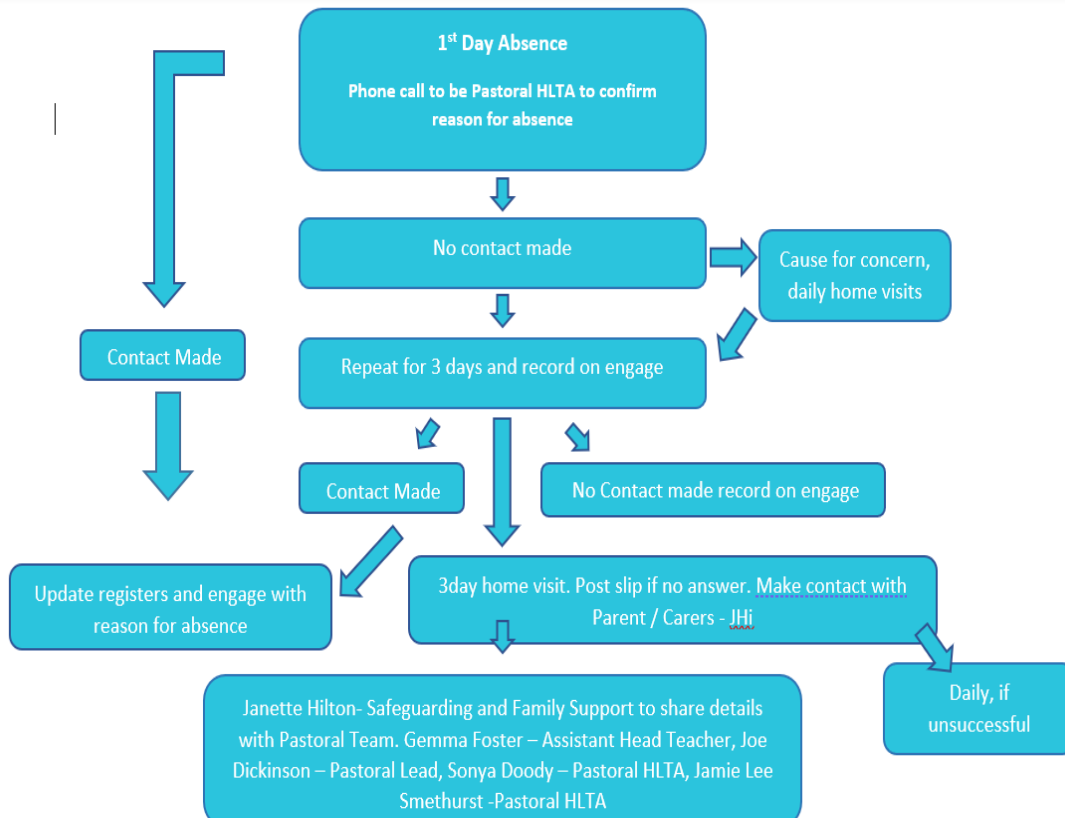 1st Day Absence
Phone call to be Pastoral HLTA to confirm
reason for absence
No contact made
Cause for concern,
daily home visits
Contact Made
Repeat for 3 days and record on engage
Contact Made
No Contact made record on engage
Update registers and engage with
reason for absence
3day home visit. Post slip if no answer. Make contact with
Parent / Carers - JHi
Daily, if
unsuccessful
Janette Hilton- Safeguarding and Family Support to share details
with Pastoral Team. Gemma Foster – Assistant Head Teacher, Joe
Dickinson – Pastoral Lead, Sonya Doody – Pastoral HLTA, Jamie Lee
Smethurst -Pastoral HLTA